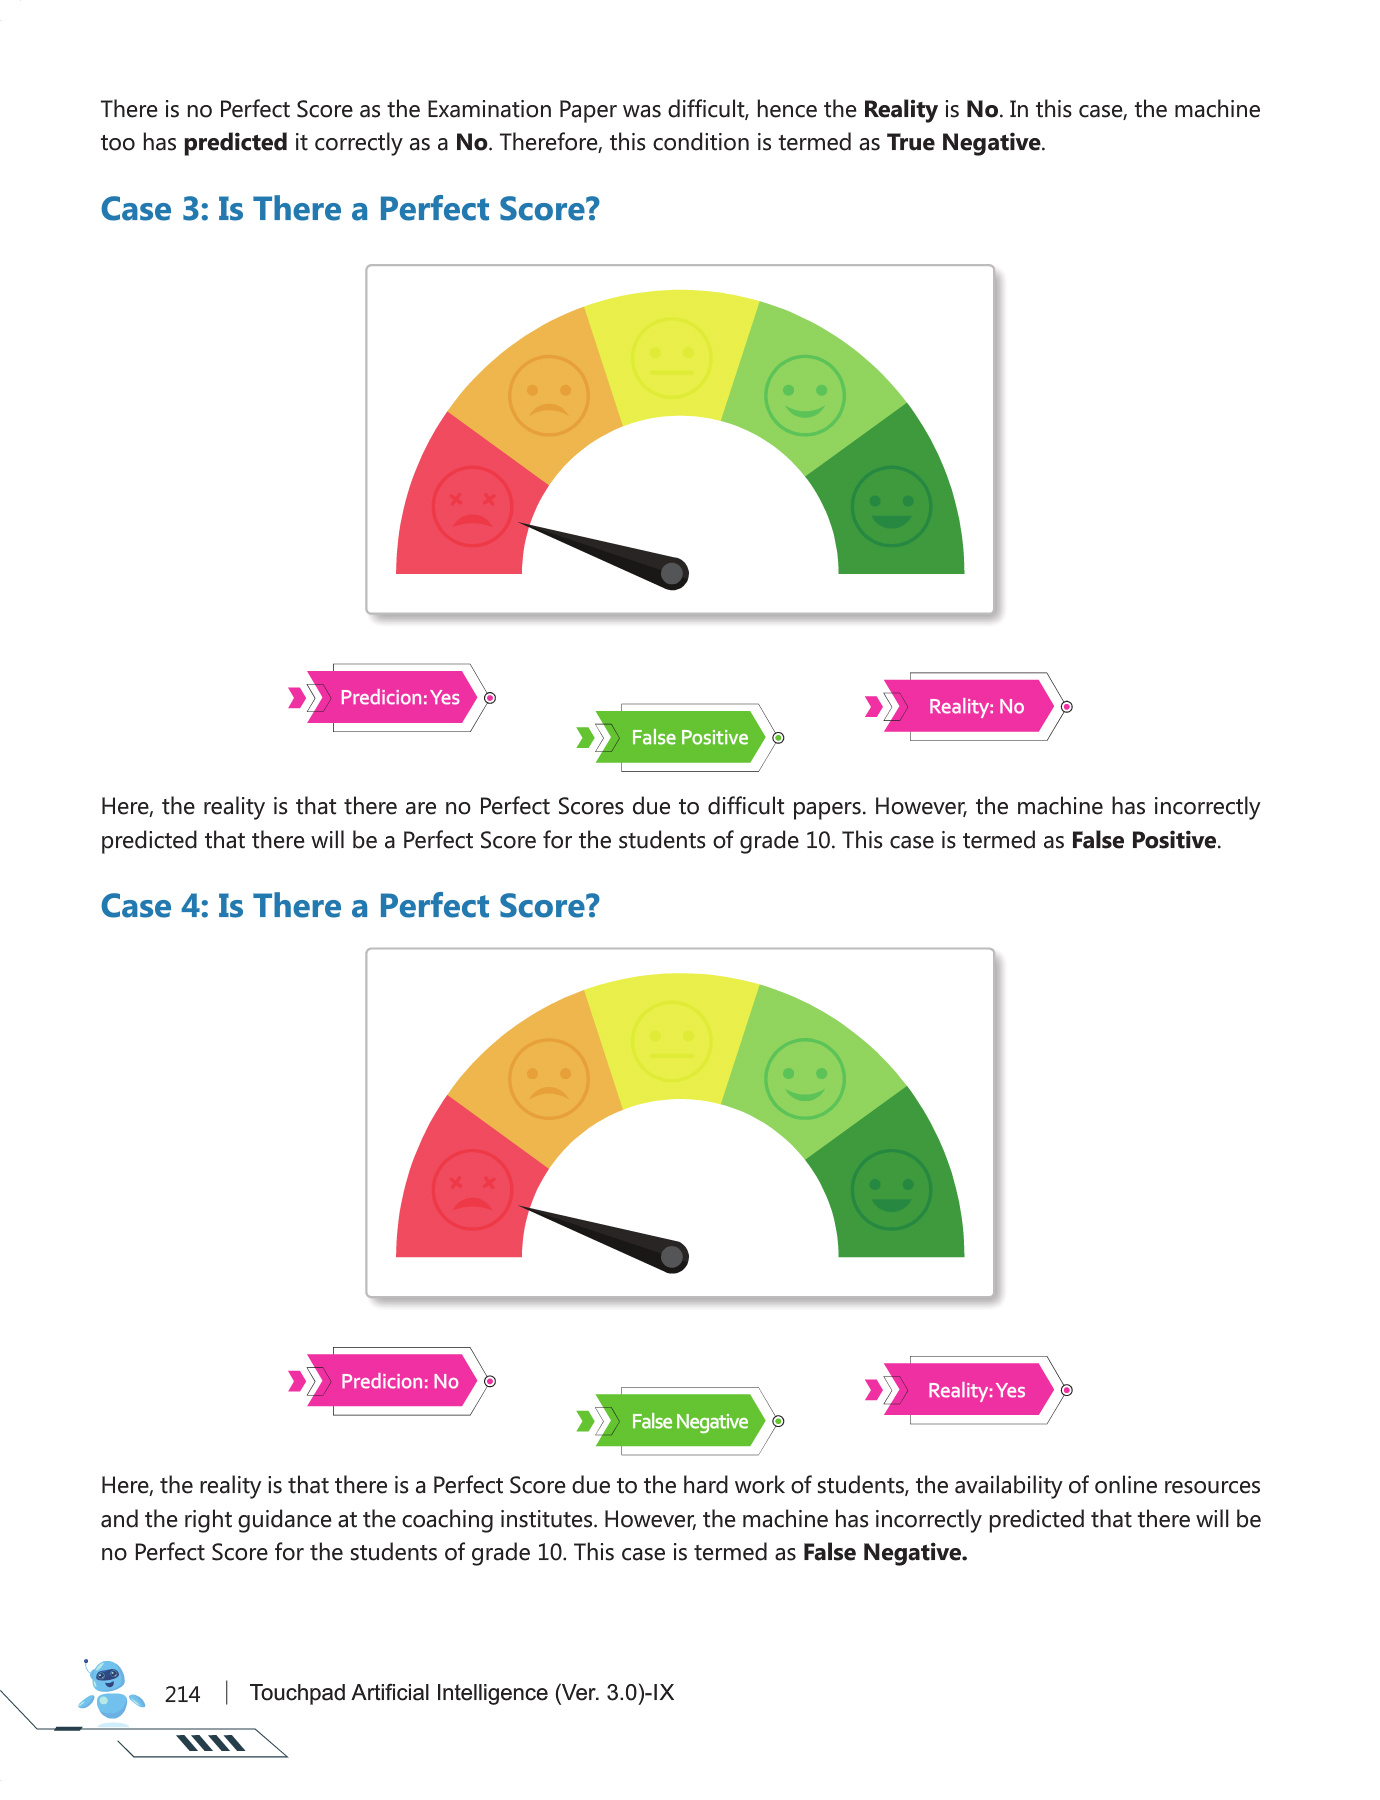 There is no Perfect Score as the Examination Paper was difficult, hence the Reality is No. In this case, the machine
too has predicted it correctly as a No. Therefore, this condition is termed as True Negative.
Case 3: Is There a Perfect Score?
Predicion: Yes
False Positive
Reality: No
Here, the reality is that there are no Perfect Scores due to difficult papers. However, the machine has incorrectly
predicted that there will be a Perfect Score for the students of grade 10. This case is termed as False Positive.
Case 4: Is There a Perfect Score?
Predicion: No
False Negative
Reality: Yes
Here, the reality is that there is a Perfect Score due to the hard work of students, the availability of online resources
and the right guidance at the coaching institutes. However, the machine has incorrectly predicted that there will be
no Perfect Score for the students of grade 10. This case is termed as False Negative.
214 | Touchpad Artificial Intelligence (Ver. 3.0)-IX